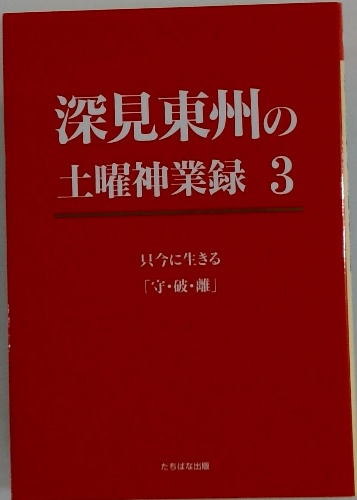 深見東州の
土曜神業録 3
只今に生きる
「守・破・離」
たちばな出版